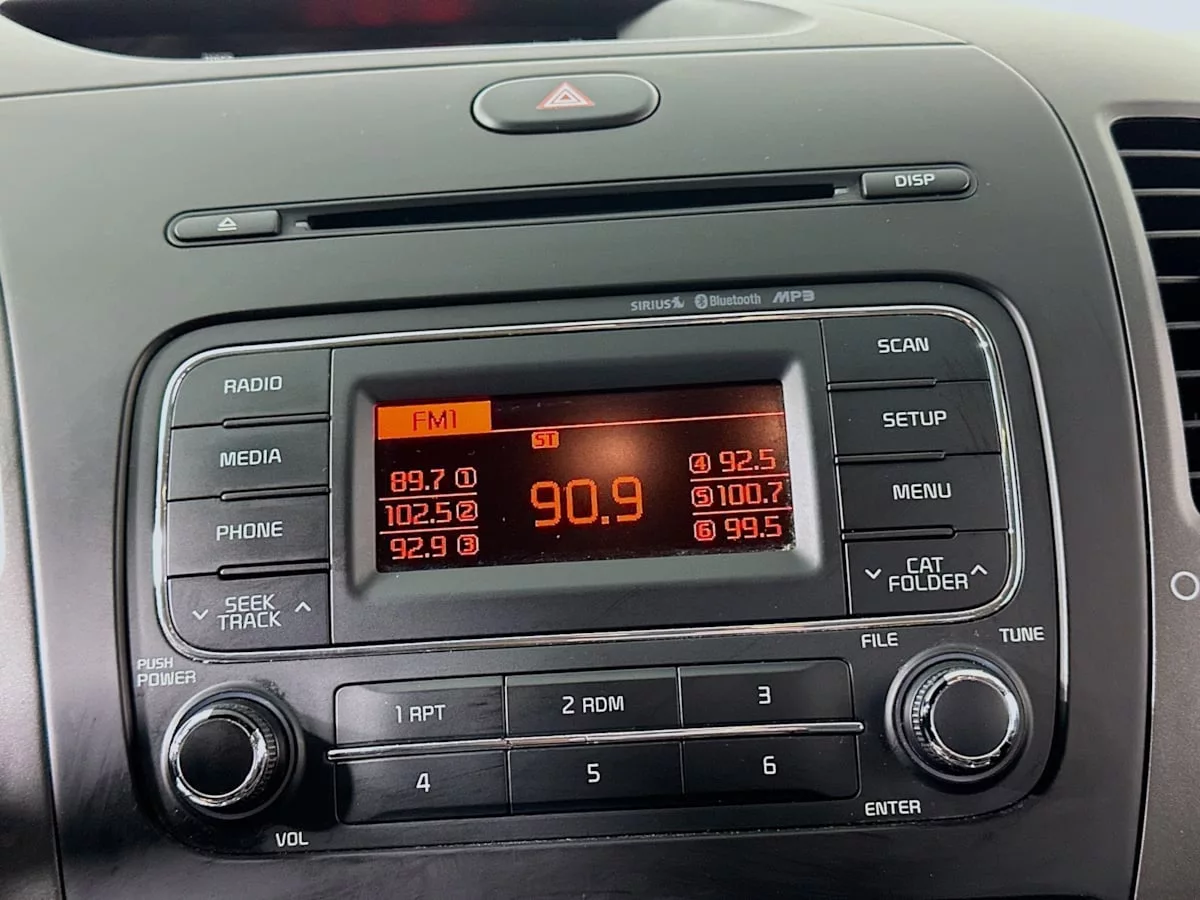 DISP
SIRIUS Bluetooth MP3
RADIO
MEDIA
PHONE
SEEK
TRACK
FM1
ST
89.7 1
102.5 2
92.9 3
90.9
4 92.5
5 100.7
6 99.5
SCAN
SETUP
MENU
CAT
FOLDER
PUSH
POWER
VOL
1 RPT
2 RDM
3
4
5
6
FILE
TUNE
ENTER